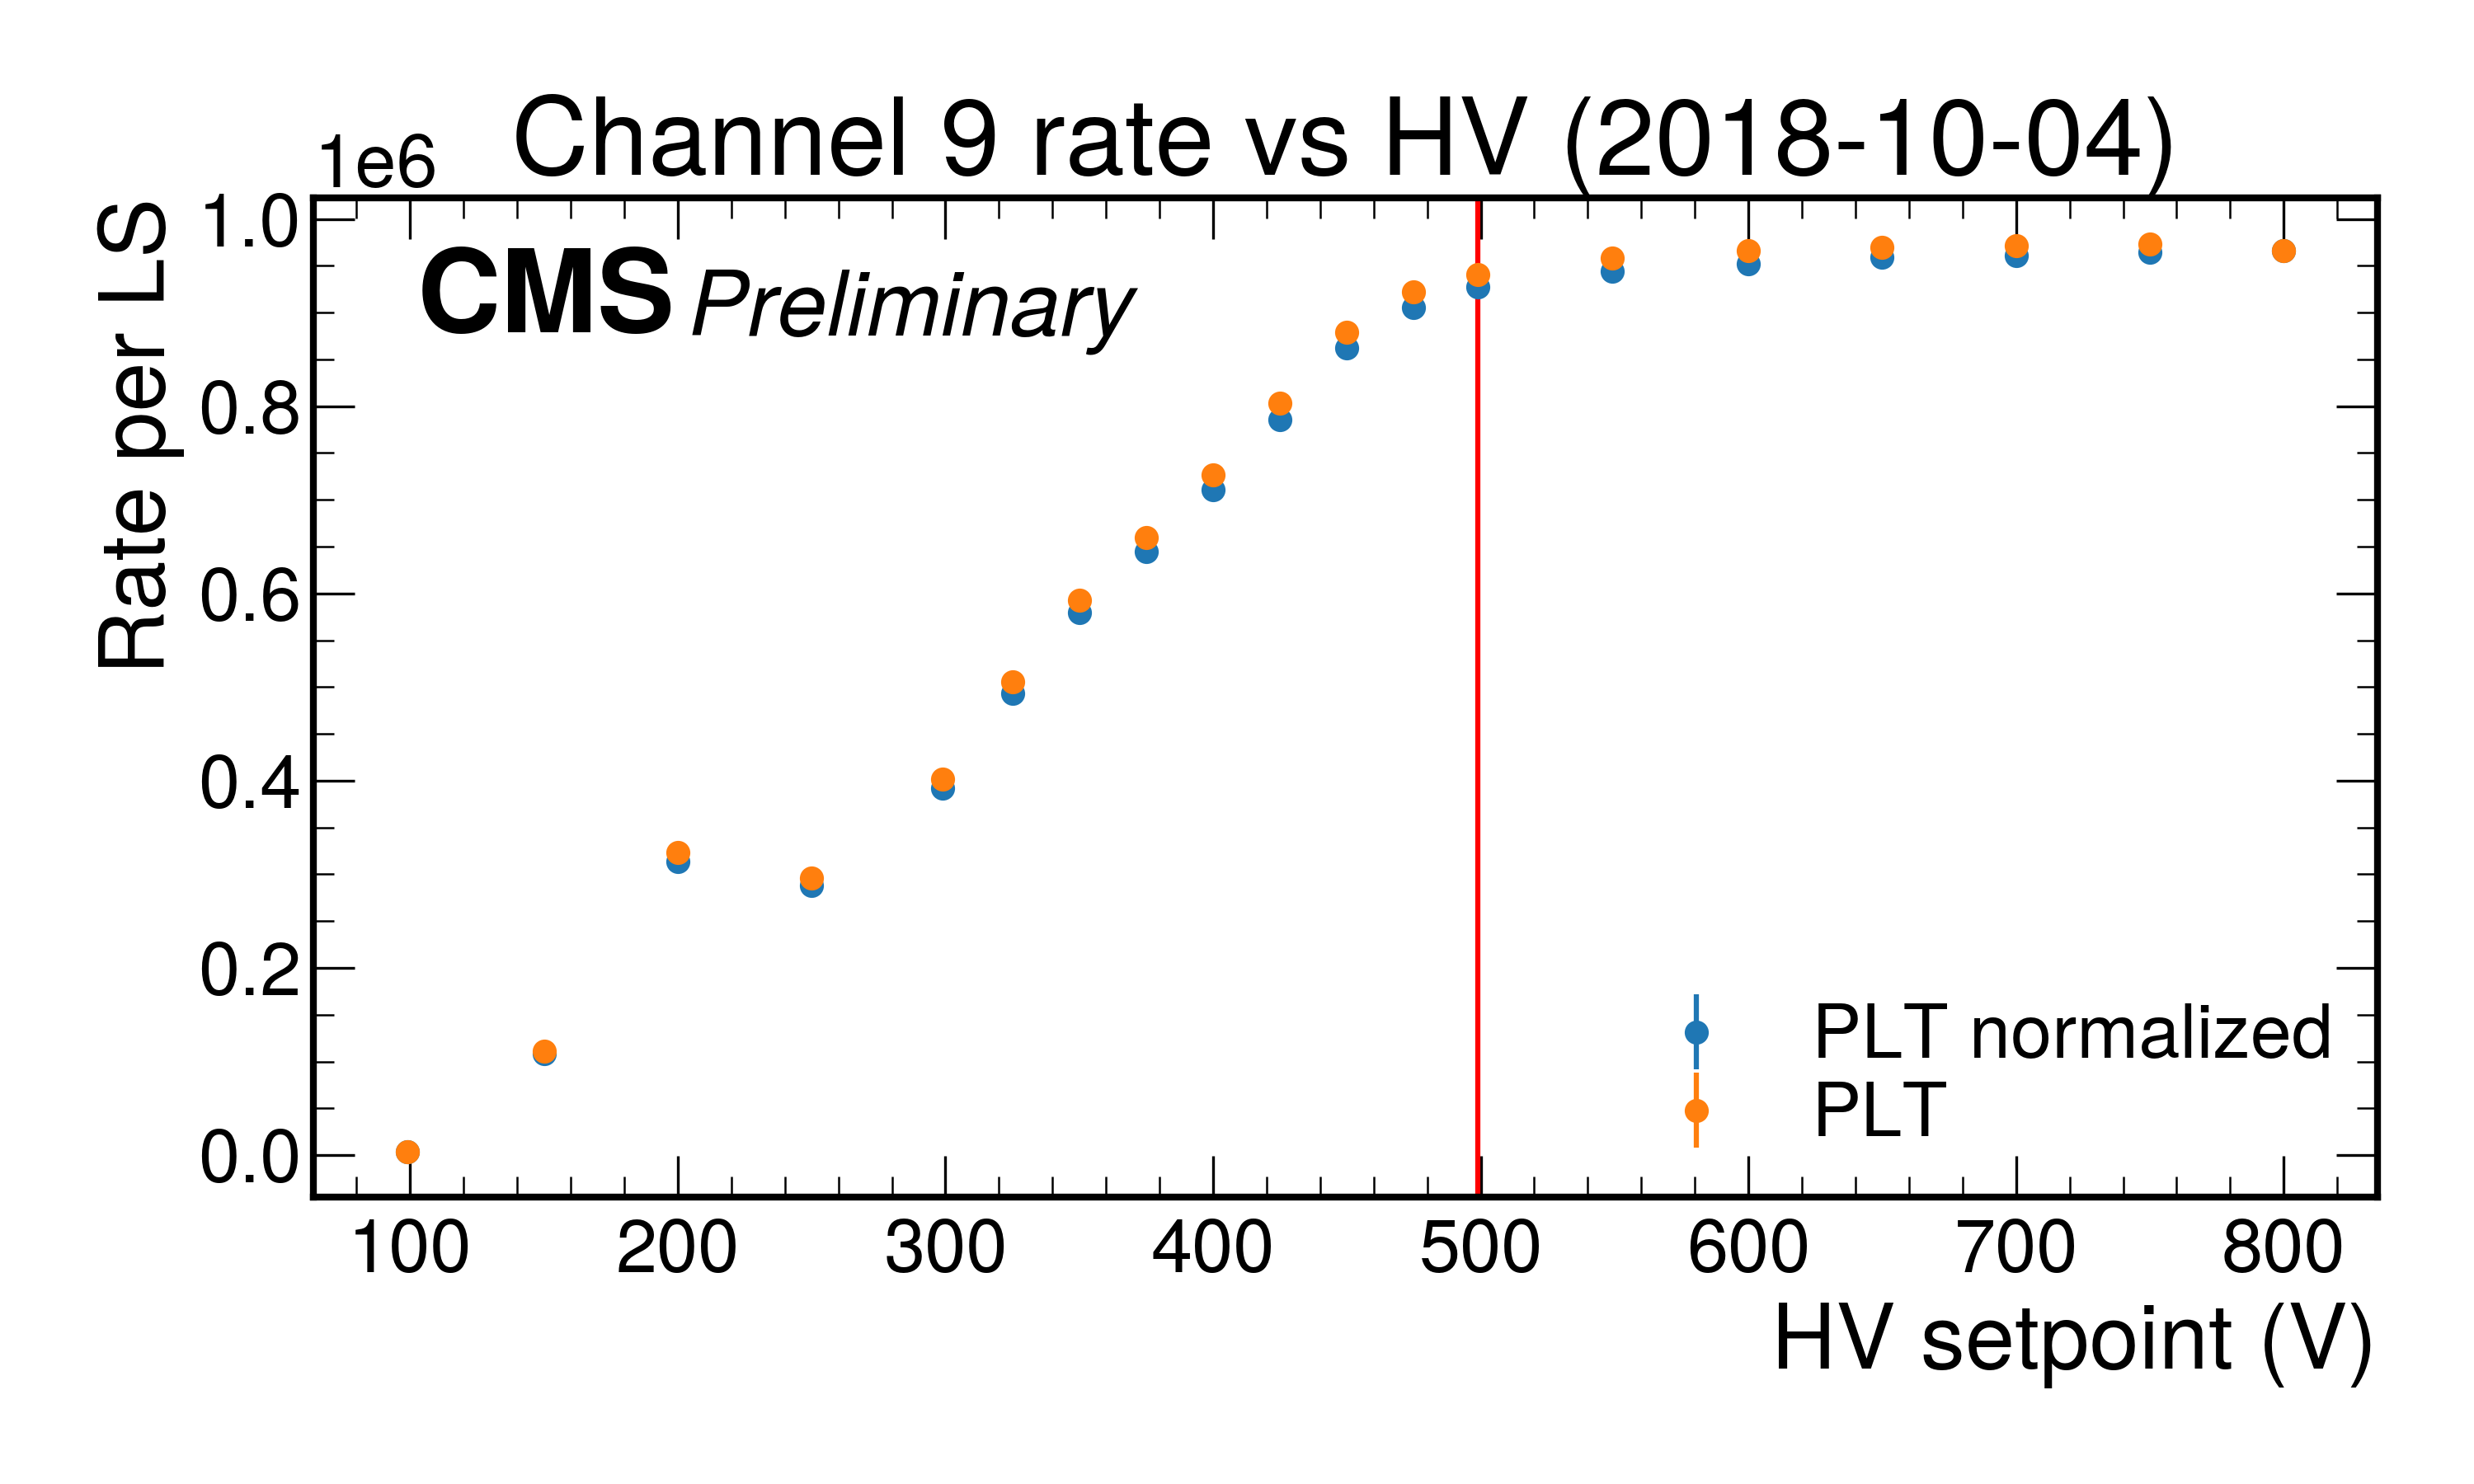 Channel 9 rate vs HV (2018-10-04)
1e6
CMS Preliminary
Rate per LS
1.0
0.8
0.6
0.4
0.2
0.0
PLT normalized
PLT
100 200 300 400 500 600 700 800
HV setpoint (V)